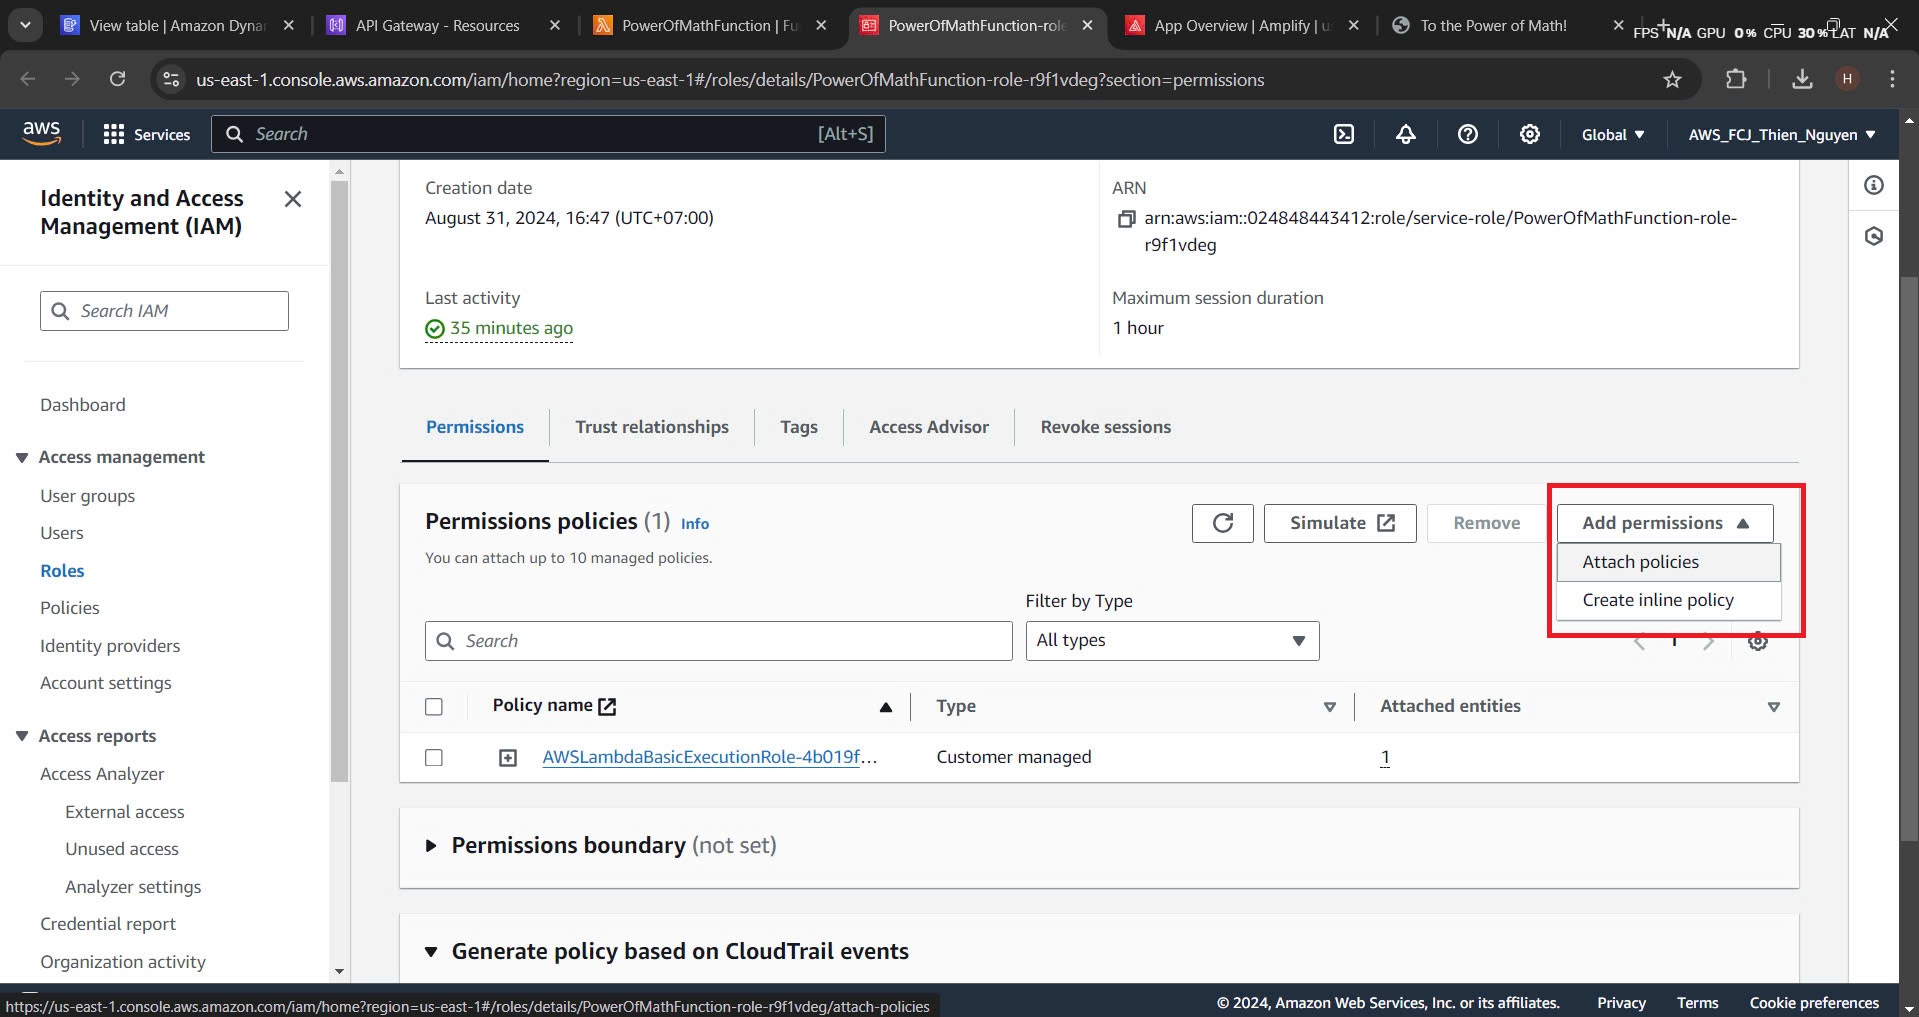 View table | Amazon Dyna
API Gateway - Resources
PowerOfMathFunction | Fu
PowerOfMathFunction-role
App Overview | Amplify | u
To the Power of Math!
FPS N/A GPU 0% CPU 30% LAT N/A
us-east-1.console.aws.amazon.com/iam/home?region=us-east-1#/roles/details/PowerOfMathFunction-role-r9f1vdeg?section=permissions
H
aws
Services
Search
[Alt+S]
Global
AWS_FCJ_Thien_Nguyen
Identity and Access
Management (IAM)
Search IAM
Dashboard
Access management
User groups
Users
Roles
Policies
Identity providers
Account settings
Access reports
Access Analyzer
External access
Unused access
Analyzer settings
Credential report
Organization activity
Creation date
August 31, 2024, 16:47 (UTC+07:00)
ARN
arn:aws:iam::024848443412:role/service-role/PowerOfMathFunction-role-
r9f1vdeg
Last activity
35 minutes ago
Maximum session duration
1 hour
Permissions
Trust relationships
Tags
Access Advisor
Revoke sessions
Permissions policies (1) Info
You can attach up to 10 managed policies.
Simulate
Remove
Add permissions
Attach policies
Create inline policy
Filter by Type
Search
All types
1
Policy name
Type
Attached entities
AWSLambdaBasicExecutionRole-4b019f...
Customer managed
1
Permissions boundary (not set)
Generate policy based on CloudTrail events
https://us-east-1.console.aws.amazon.com/iam/home?region=us-east-1#/roles/details/PowerOfMathFunction-role-r9f1vdeg/attach-policies
© 2024, Amazon Web Services, Inc. or its affiliates.
Privacy
Terms
Cookie preferences